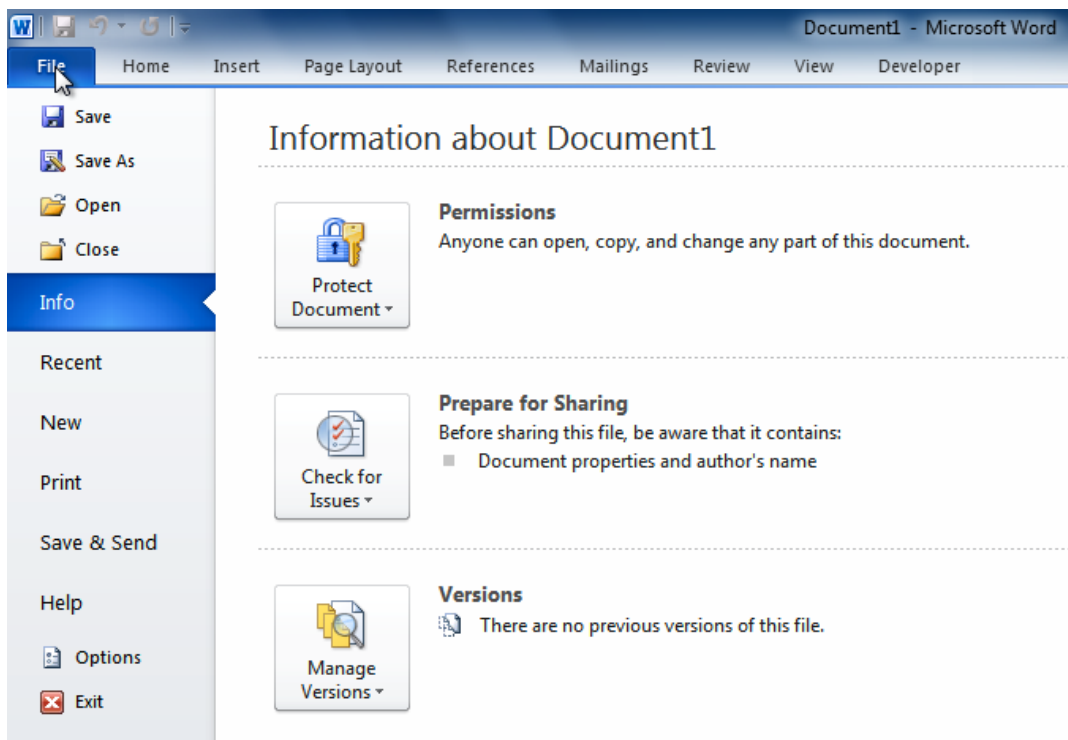 W
Document1 - Microsoft Word
File Home Insert Page Layout References Mailings Review View Developer
Save
Save As
Open
Close
Info
Recent
New
Print
Save & Send
Help
Options
Exit
Information about Document1
Protect
Document
Permissions
Anyone can open, copy, and change any part of this document.
Check for
Issues
Prepare for Sharing
Before sharing this file, be aware that it contains:
Document properties and author's name
Manage
Versions
Versions
There are no previous versions of this file.